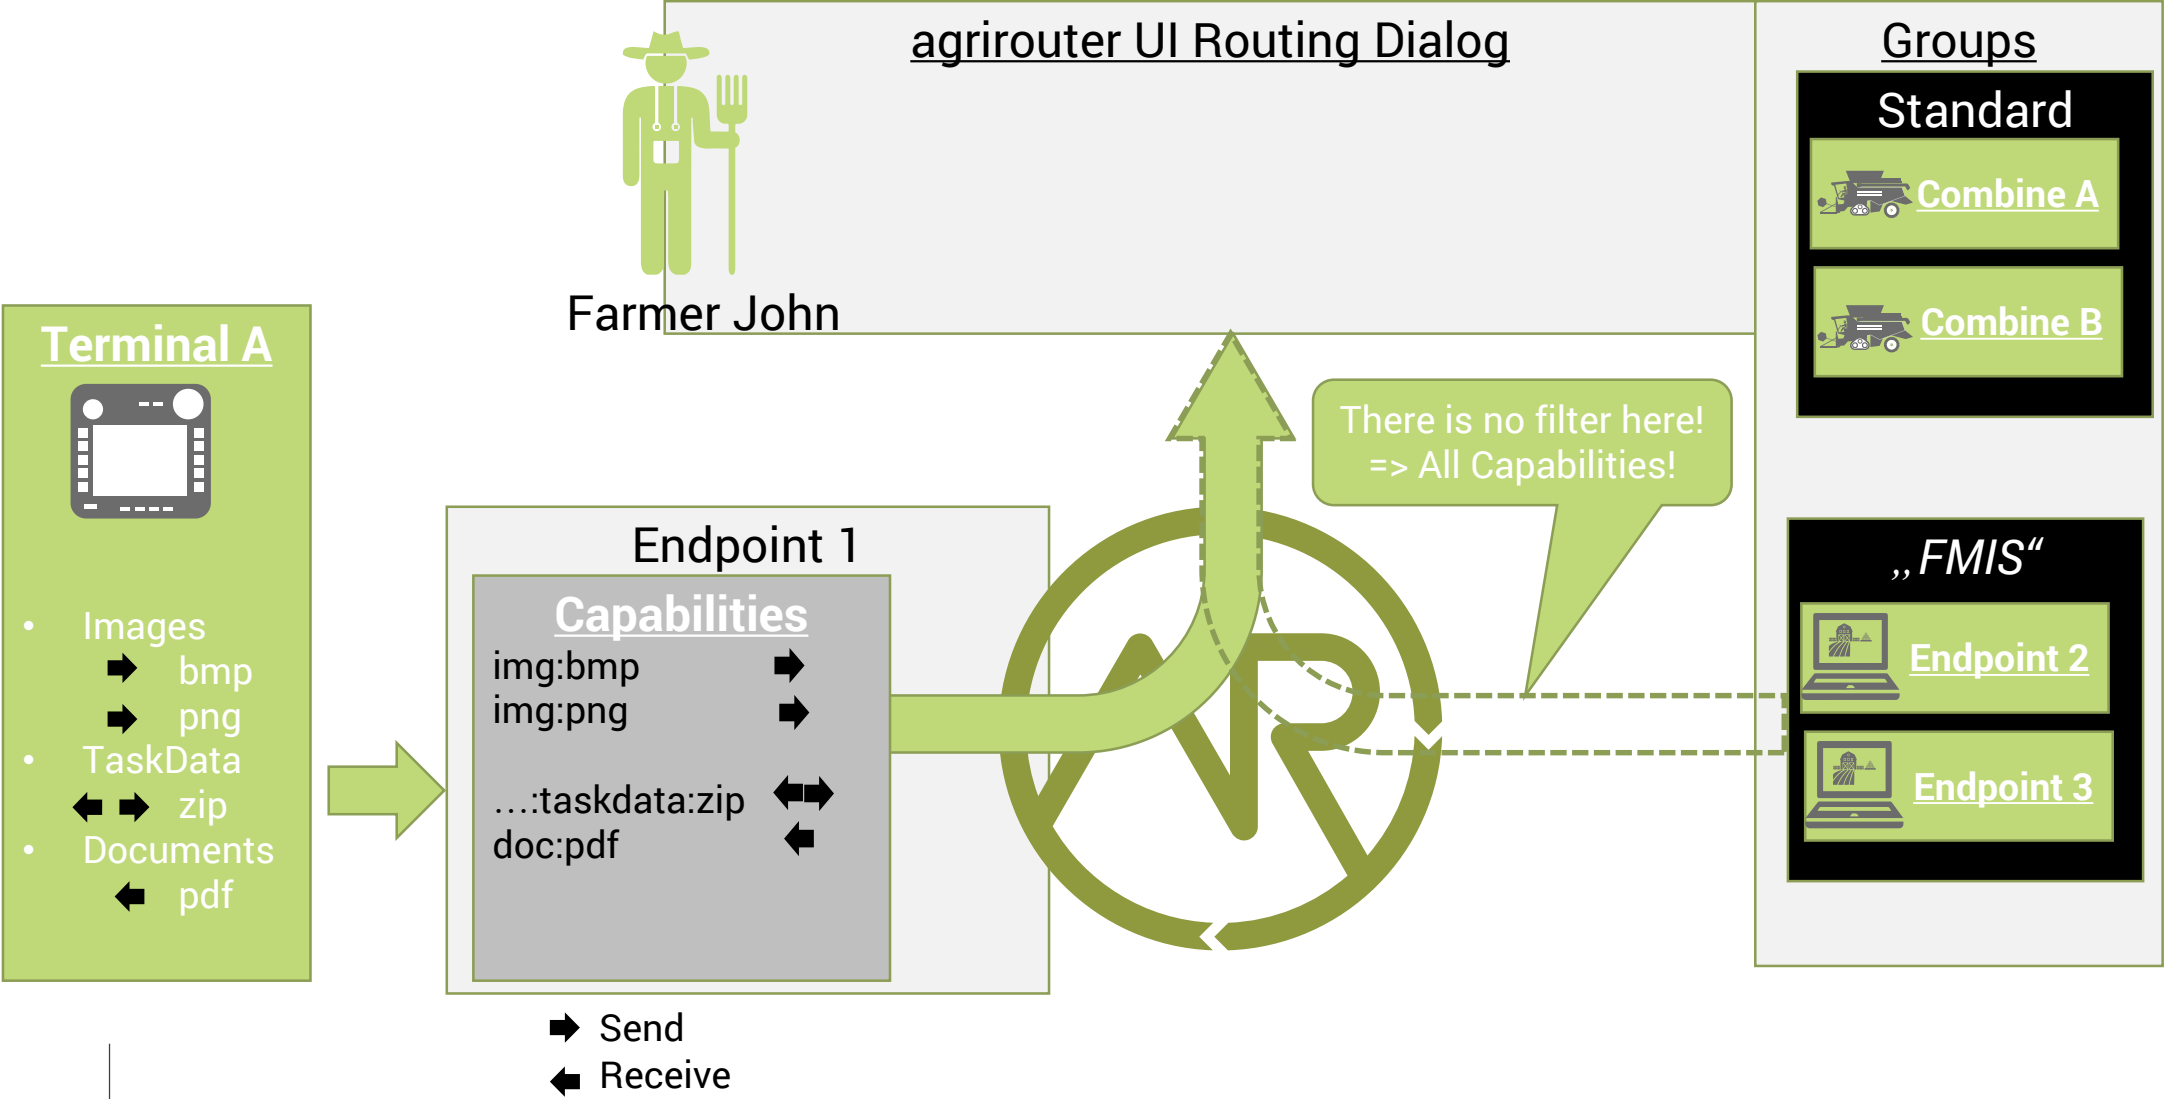 agrirouter UI Routing Dialog
Farmer John
Groups
Standard
Combine A
Combine B
„FMIS“
Endpoint 2
Endpoint 3
There is no filter here!
=> All Capabilities!
Terminal A
• Images
bmp
png
• TaskData
zip
• Documents
pdf
Endpoint 1
Capabilities
img:bmp
img:png
...:taskdata:zip
doc:pdf
Send
Receive